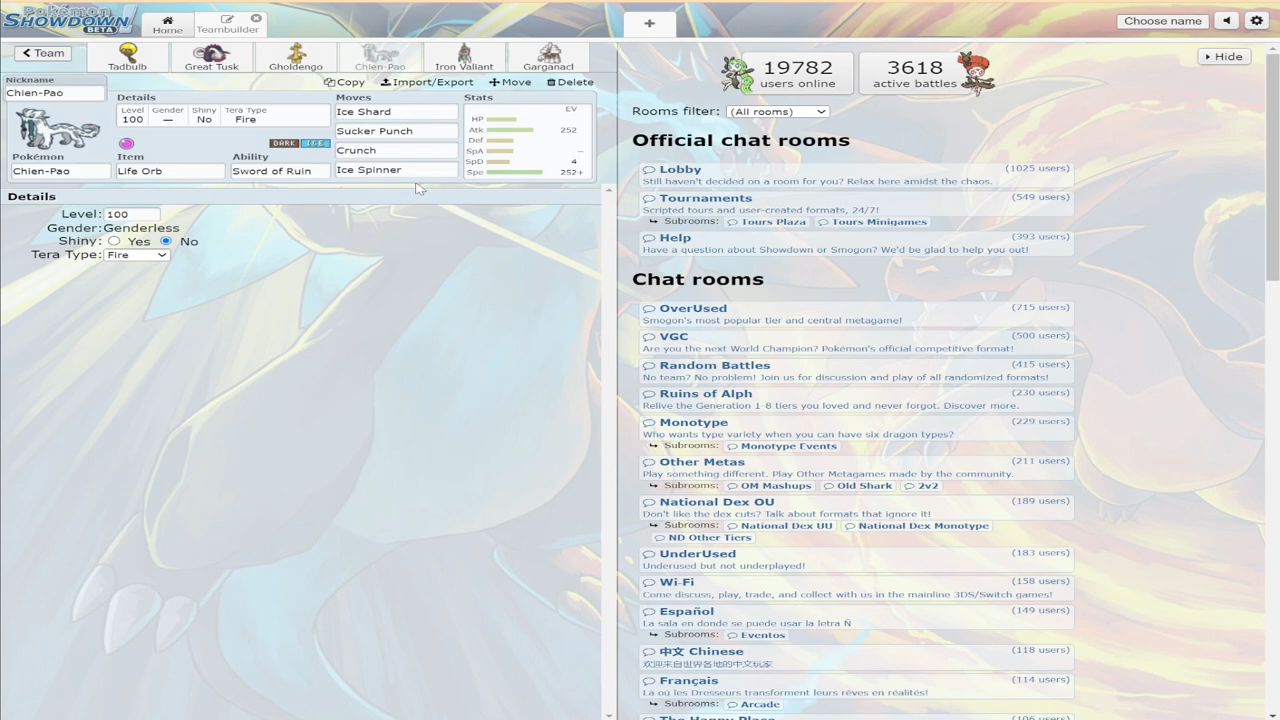 Pokémon
SHOWDOWN!
BETA
Home
Teambuilder
+
Choose name
Team
Tadbulb
Great Tusk
Gholdengo
Chien-Pao
Iron Valiant
Garganacl
Copy
Import/Export
Move
Delete
Nickname
Chien-Pao
Details
Level
100
Gender
—
Shiny
No
Tera Type
Fire
DARK ICE
Pokémon
Chien-Pao
Item
Life Orb
Ability
Sword of Ruin
Moves
Ice Shard
Sucker Punch
Crunch
Ice Spinner
Stats
EV
HP
Atk 252
Def
SpA --
SpD 4
Spe 252+
Details
Level: 100
Gender: Genderless
Shiny: Yes No
Tera Type: Fire
19782
users online
3618
active battles
Hide
Rooms filter: (All rooms)
Official chat rooms
Lobby (1025 users)
Still haven't decided on a room for you? Relax here amidst the chaos.
Tournaments (549 users)
Scripted tours and user-created formats, 24/7!
Subrooms: Tours Plaza Tours Minigames
Help (393 users)
Have a question about Showdown or Smogon? We'd be glad to help you out!
Chat rooms
OverUsed (715 users)
Smogon's most popular tier and central metagame!
VGC (500 users)
Are you the next World Champion? Pokémon's official competitive format!
Random Battles (415 users)
No team? No problem! Join us for discussion and play of all randomized formats!
Ruins of Alph (230 users)
Relive the Generation 1-8 tiers you loved and never forgot. Discover more.
Monotype (229 users)
Who wants type variety when you can have six dragon types?
Subrooms: Monotype Events
Other Metas (211 users)
Play something different. Play Other Metagames made by the community.
Subrooms: OM Mashups Old Shark 2v2
National Dex OU (189 users)
Don't like the dex cuts? Talk about formats that ignore it!
Subrooms: National Dex UU National Dex Monotype
ND Other Tiers
UnderUsed (183 users)
Underused but not underplayed!
Wi-Fi (158 users)
Come discuss, play, trade, and collect with us in the mainline 3DS/Switch games!
Español (149 users)
La sala en donde se puede usar la letra Ñ
Subrooms: Eventos
中文 Chinese (118 users)
欢迎来自世界各地的中文玩家
Français (114 users)
Là où les Dresseurs transforment leurs rêves en réalités!
Subrooms: Arcade
The Happy Place (106 users)